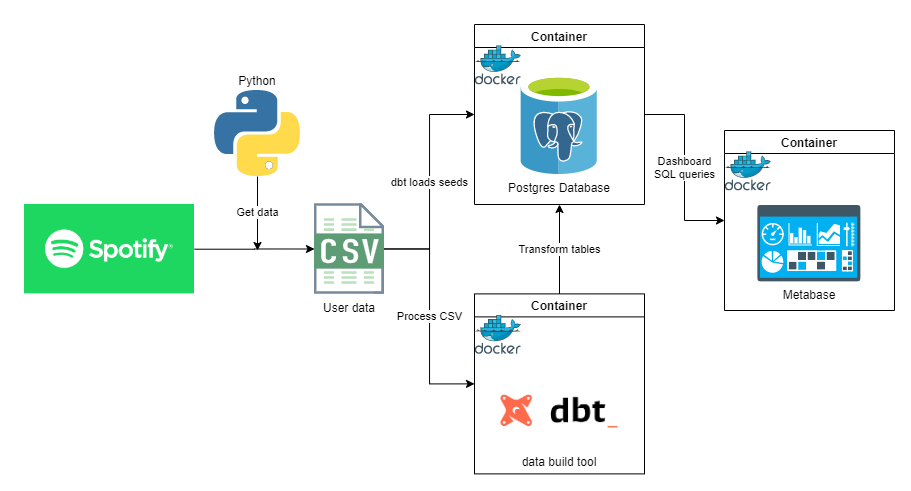 Python
Get data
Spotify®
CSV
User data
dbt loads seeds
Process CSV
Container
docker
Postgres Database
Transform tables
Container
docker
dbt_
data build tool
Dashboard
SQL queries
Container
docker
Metabase